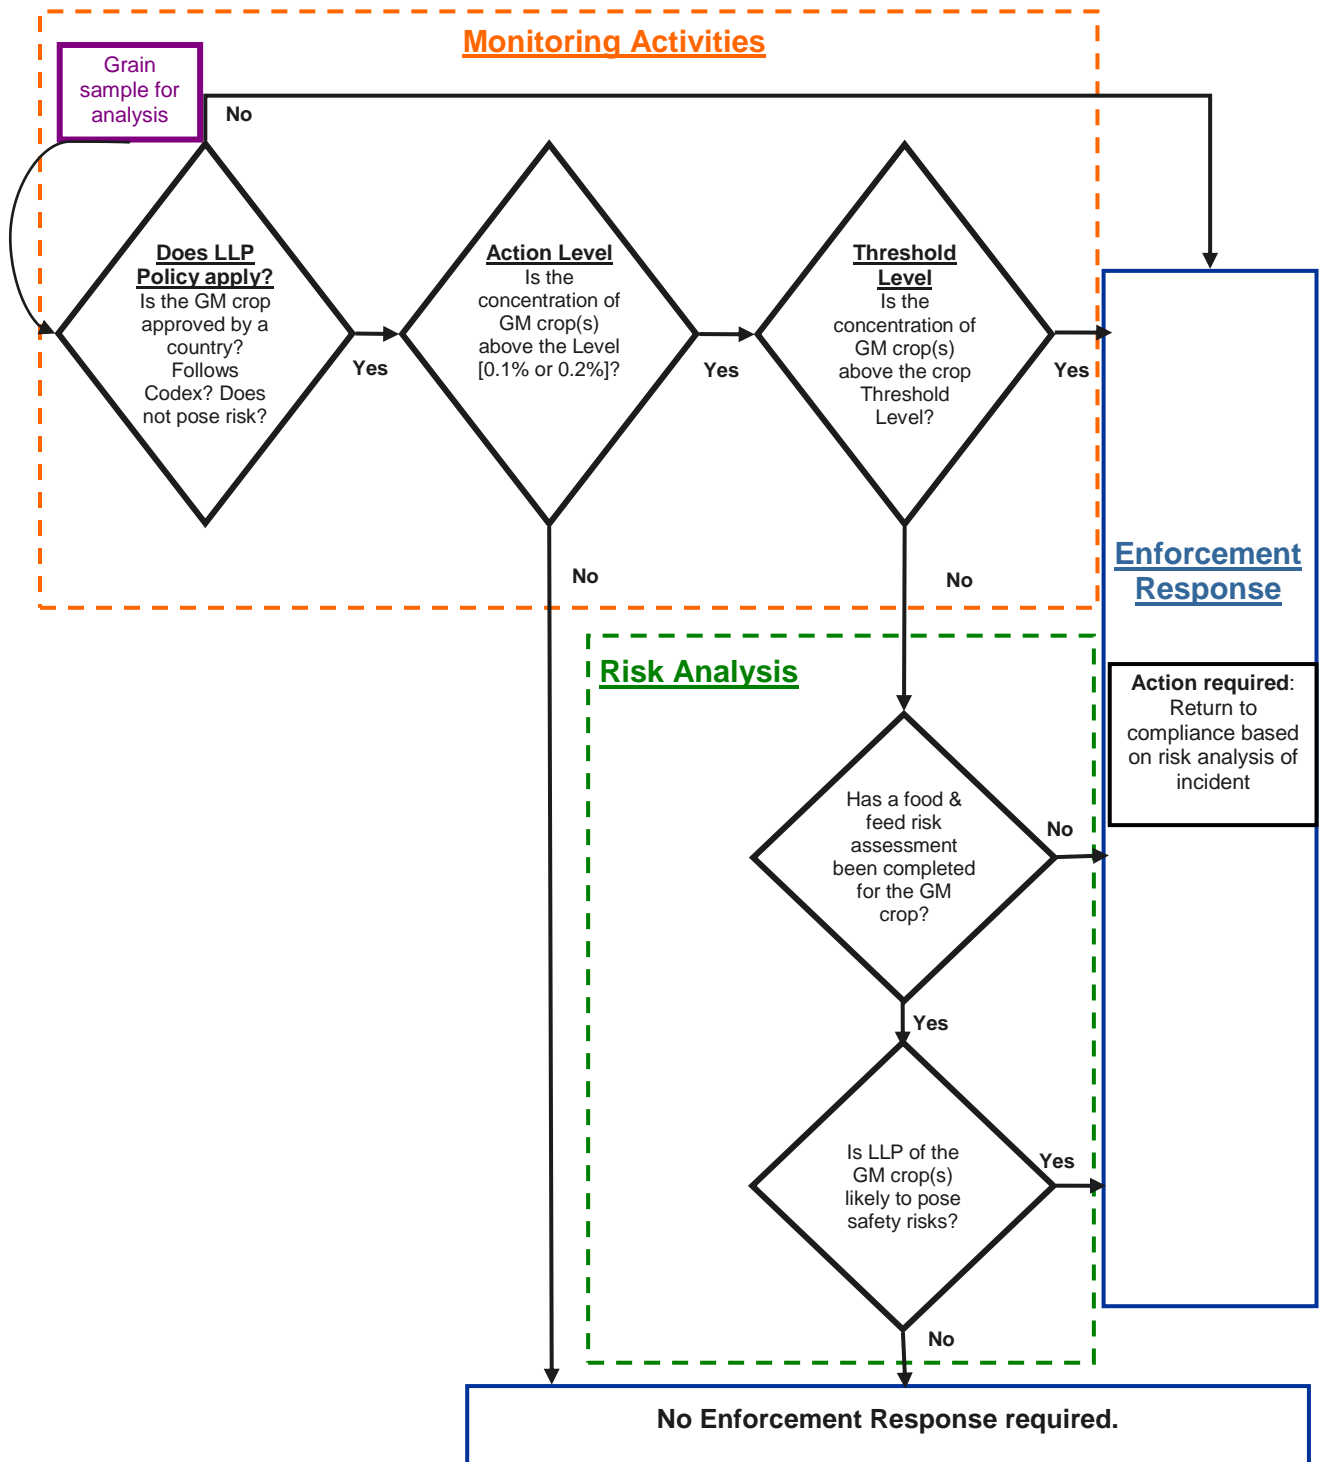 Monitoring Activities
Grain
sample for
analysis
No
Does LLP
Policy apply?
Is the GM crop
approved by a
country?
Follows
Codex? Does
not pose risk?
Yes
Action Level
Is the
concentration of
GM crop(s)
above the Level
[0.1% or 0.2%]?
Yes
Threshold
Level
Is the
concentration of
GM crop(s)
above the crop
Threshold
Level?
Yes
No
No
Enforcement
Response
Risk Analysis
Action required:
Return to
compliance based
on risk analysis of
incident
Has a food &
feed risk
assessment
been completed
for the GM
crop?
No
Yes
Is LLP of the
GM crop(s)
likely to pose
safety risks?
Yes
No
No Enforcement Response required.